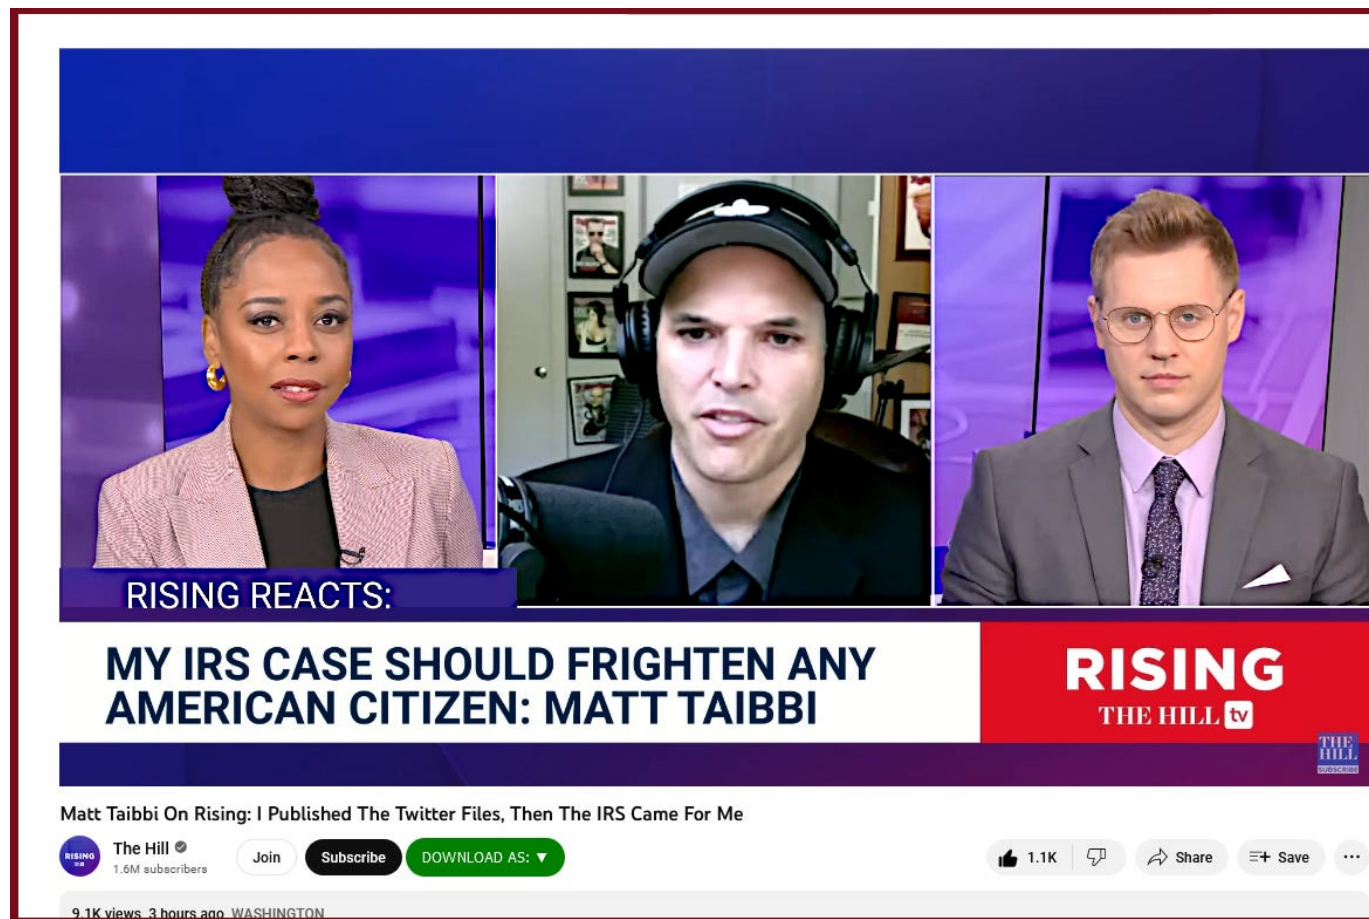 RISING REACTS:
MY IRS CASE SHOULD FRIGHTEN ANY
AMERICAN CITIZEN: MATT TAIBBI
RISING
THE HILL tv
THE
HILL
SUBSCRIBE
Matt Taibbi On Rising: I Published The Twitter Files, Then The IRS Came For Me
RISING
The Hill
1.6M subscribers
Join
Subscribe
DOWNLOAD AS: ▼
1.1K
Share
Save
...
9.1K views 3 hours ago WASHINGTON